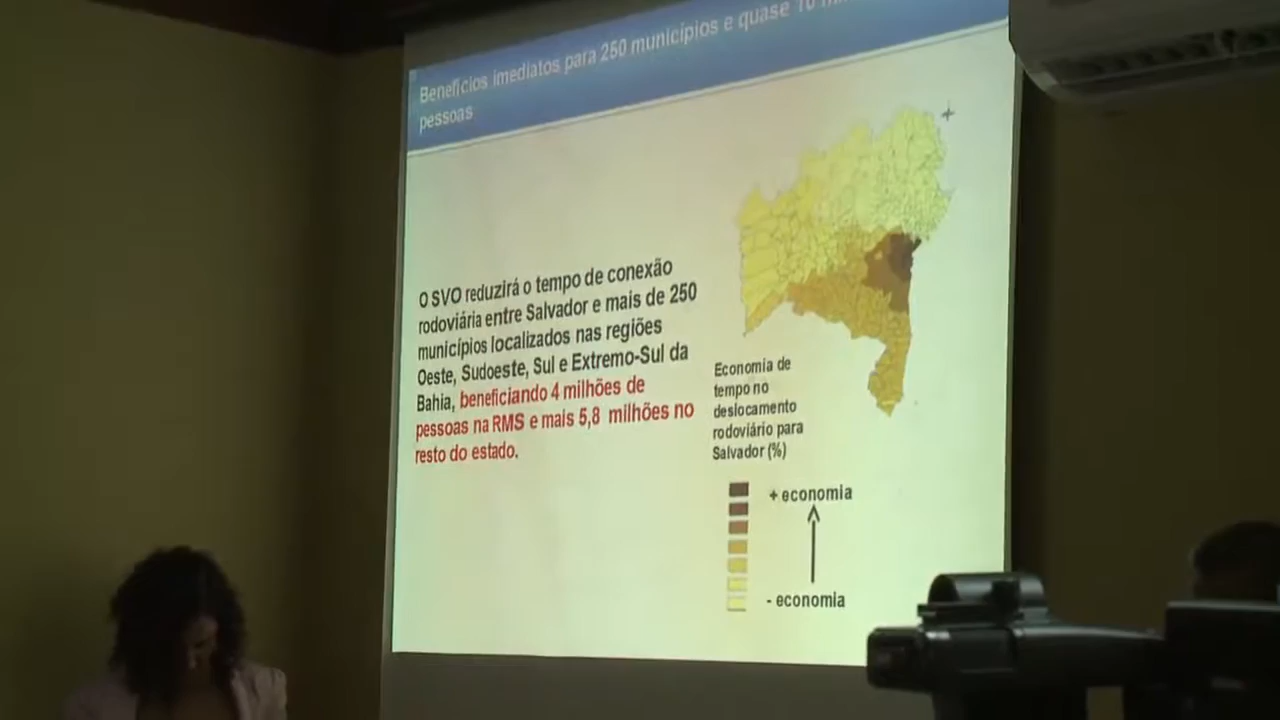 Benefícios imediatos para 250 municípios e quase 10
pessoas
O SVO reduzirá o tempo de conexão
rodoviária entre Salvador e mais de 250
municípios localizados nas regiões
Oeste, Sudoeste, Sul e Extremo-Sul da
Bahia, beneficiando 4 milhões de
pessoas na RMS e mais 5,8 milhões no
resto do estado.
Economia de
tempo no
deslocamento
rodoviário para
Salvador (%)
+ economia
- economia